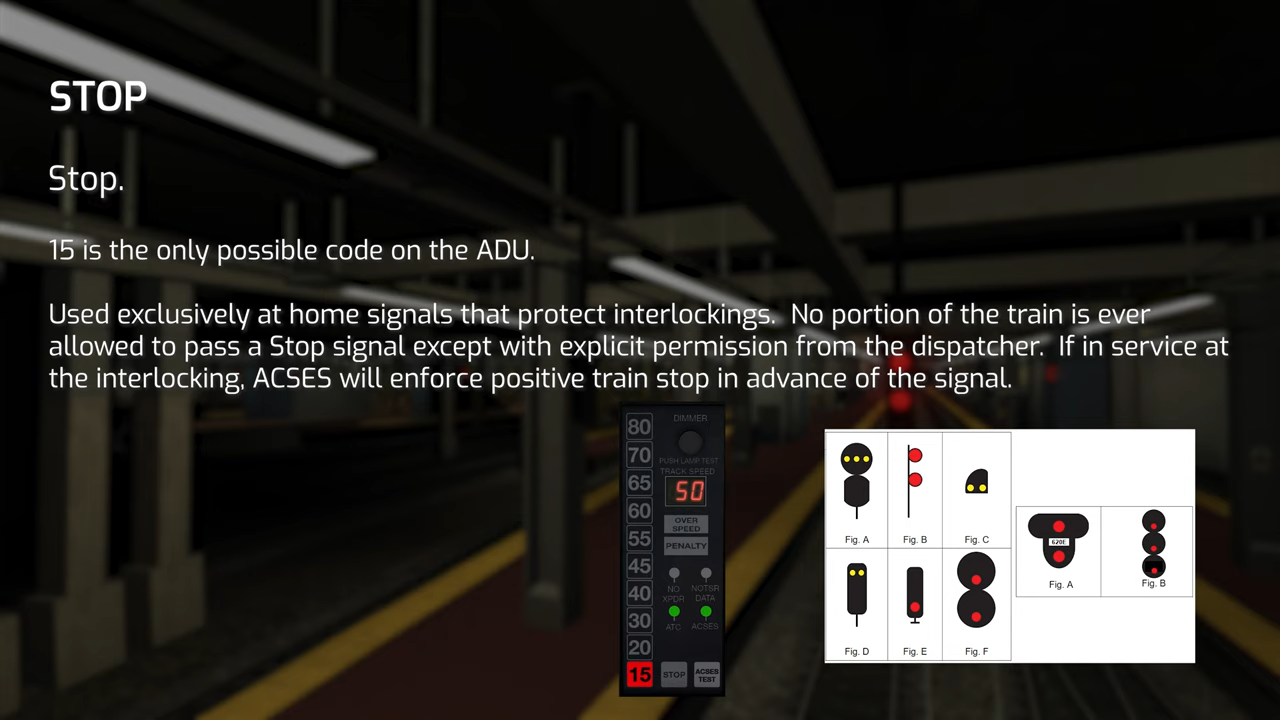 STOP
Stop.
15 is the only possible code on the ADU.
Used exclusively at home signals that protect interlockings.  No portion of the train is ever
allowed to pass a Stop signal except with explicit permission from the dispatcher.  If in service at
the interlocking, ACSES will enforce positive train stop in advance of the signal.
80
70
65
60
55
45
40
30
20
15
DIMMER
PUSH LAMP TEST
TRACK SPEED
50
OVER
SPEED
PENALTY
NO
XPDR
NOTSR
DATA
ATC
ACSES
STOP
ACSES
TEST
Fig. A
Fig. B
Fig. C
Fig. D
Fig. E
Fig. F
620E
Fig. A
Fig. B